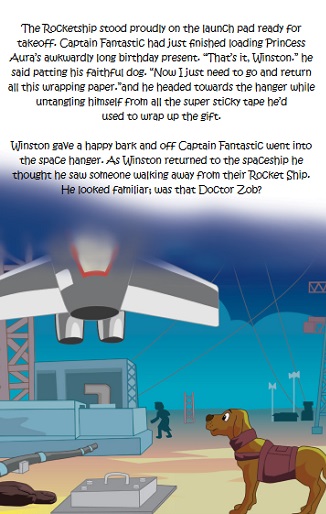 The Rocketship stood proudly on the launch pad ready for
takeoff. Captain Fantastic had just finished loading Princess
Aura's awkwardly long birthday present. "That's it, Winston." he
said patting his faithful dog. "Now I just need to go and return
all this wrapping paper."and he headed towards the hanger while
untangling himself from all the super sticky tape he'd
used to wrap up the gift.
Winston gave a happy bark and off Captain Fantastic went into
the space hanger. As Winston returned to the spaceship he
thought he saw someone walking away from their Rocket Ship.
He looked familiar; was that Doctor Zob?